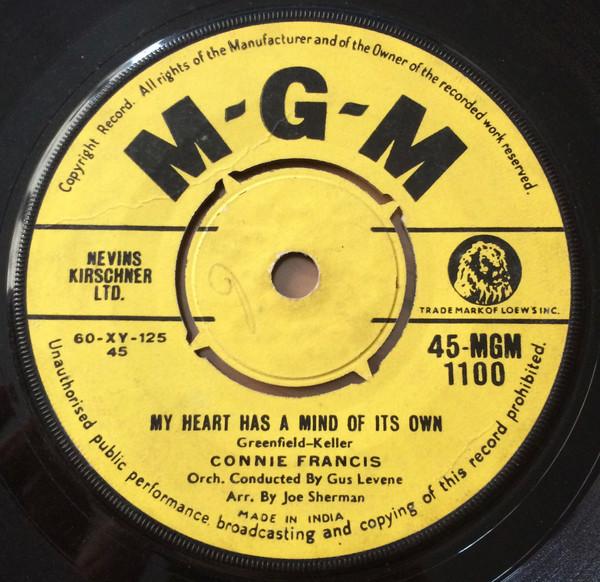 Copyright Record. All rights of the Manufacturer and of the Owner of the recorded work reserved.
M-G-M
NEVINS
KIRSCHNER
LTD.
TRADE MARK OF LOEW'S INC.
60-XY-125
45
45-MGM
1100
MY HEART HAS A MIND OF ITS OWN
Greenfield-Keller
CONNIE FRANCIS
Orch. Conducted By Gus Levene
Arr. By Joe Sherman
MADE IN INDIA
Unauthorised public performance, broadcasting and copying of this record prohibited.